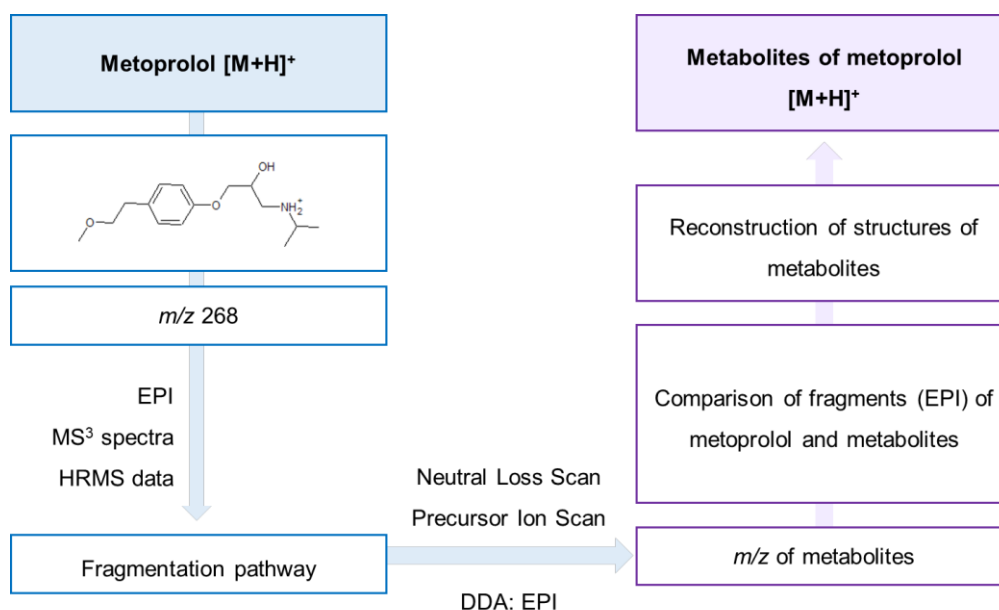 Metoprolol [M+H]⁺
OH
O
O
NH₂⁺
m/z 268
EPI
MS³ spectra
HRMS data
Fragmentation pathway
Neutral Loss Scan
Precursor Ion Scan
DDA: EPI
Metabolites of metoprolol
[M+H]⁺
Reconstruction of structures of
metabolites
Comparison of fragments (EPI) of
metoprolol and metabolites
m/z of metabolites